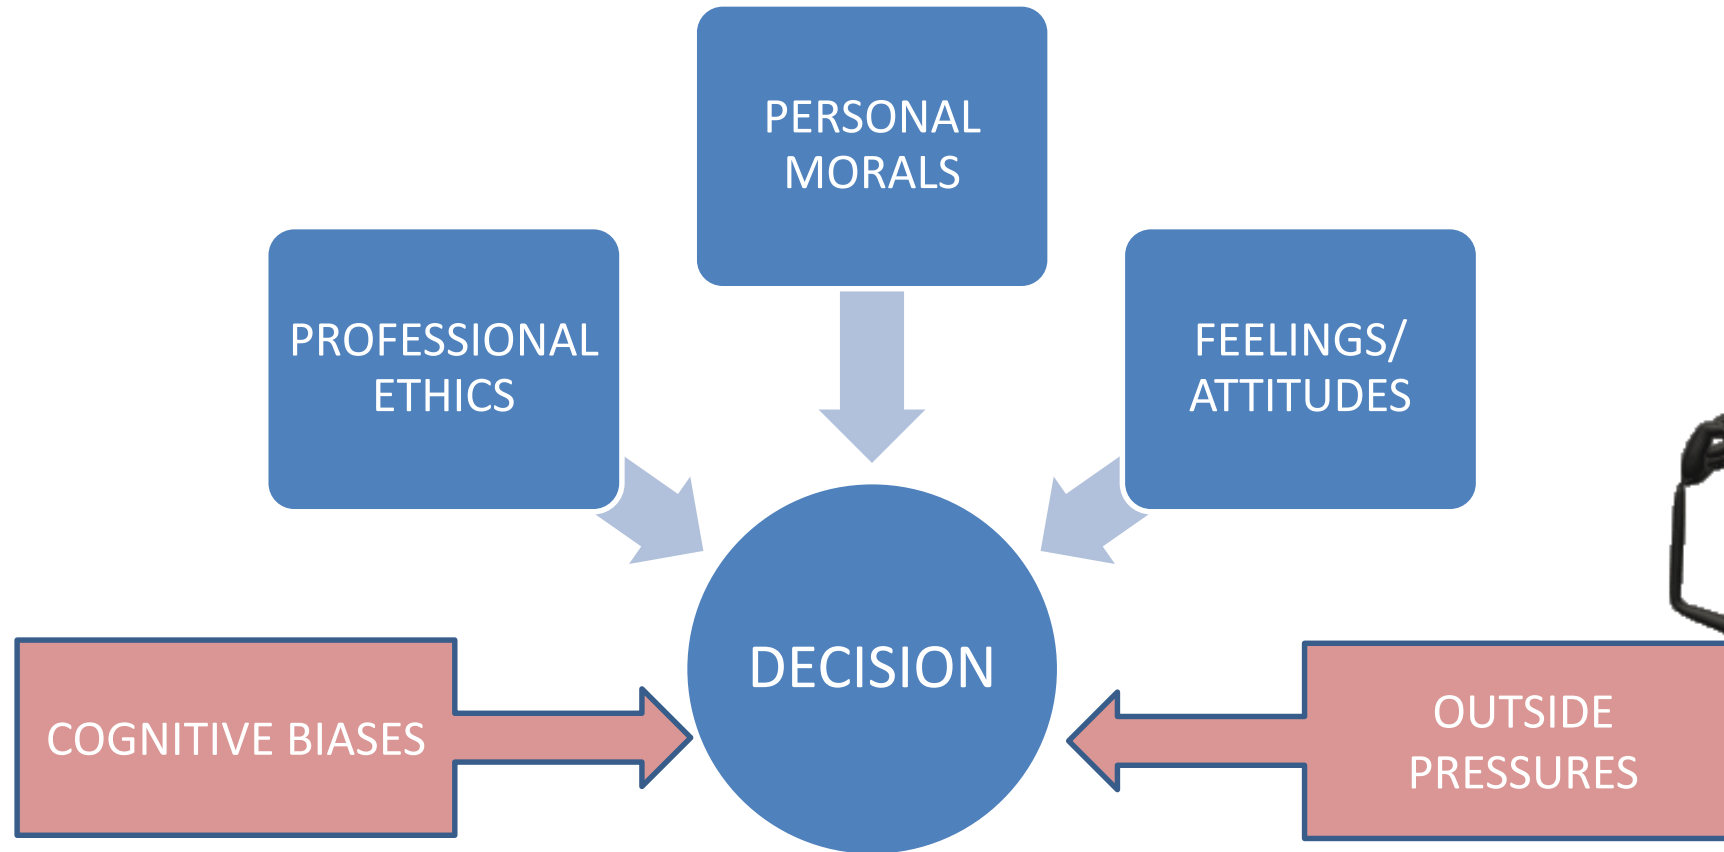 PERSONAL
MORALS
PROFESSIONAL
ETHICS
FEELINGS/
ATTITUDES
DECISION
COGNITIVE BIASES
OUTSIDE
PRESSURES